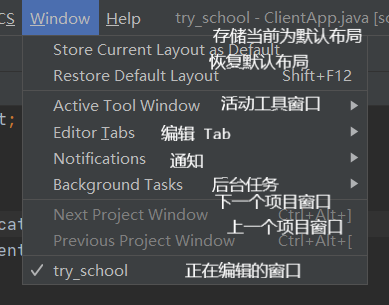 CS Window Help try_school - ClientApp.java [sc
存储当前为默认布局
Store Current Layout as Default
恢复默认布局
Restore Default Layout Shift+F12
t;
Active Tool Window 活动工具窗口
Editor Tabs 编辑 Tab
Notifications 通知
Background Tasks 后台任务
下一个项目窗口
Next Project Window Ctrl+Alt+]
cat
上一个项目窗口
Previous Project Window Ctrl+Alt+[
ent
try_school 正在编辑的窗口